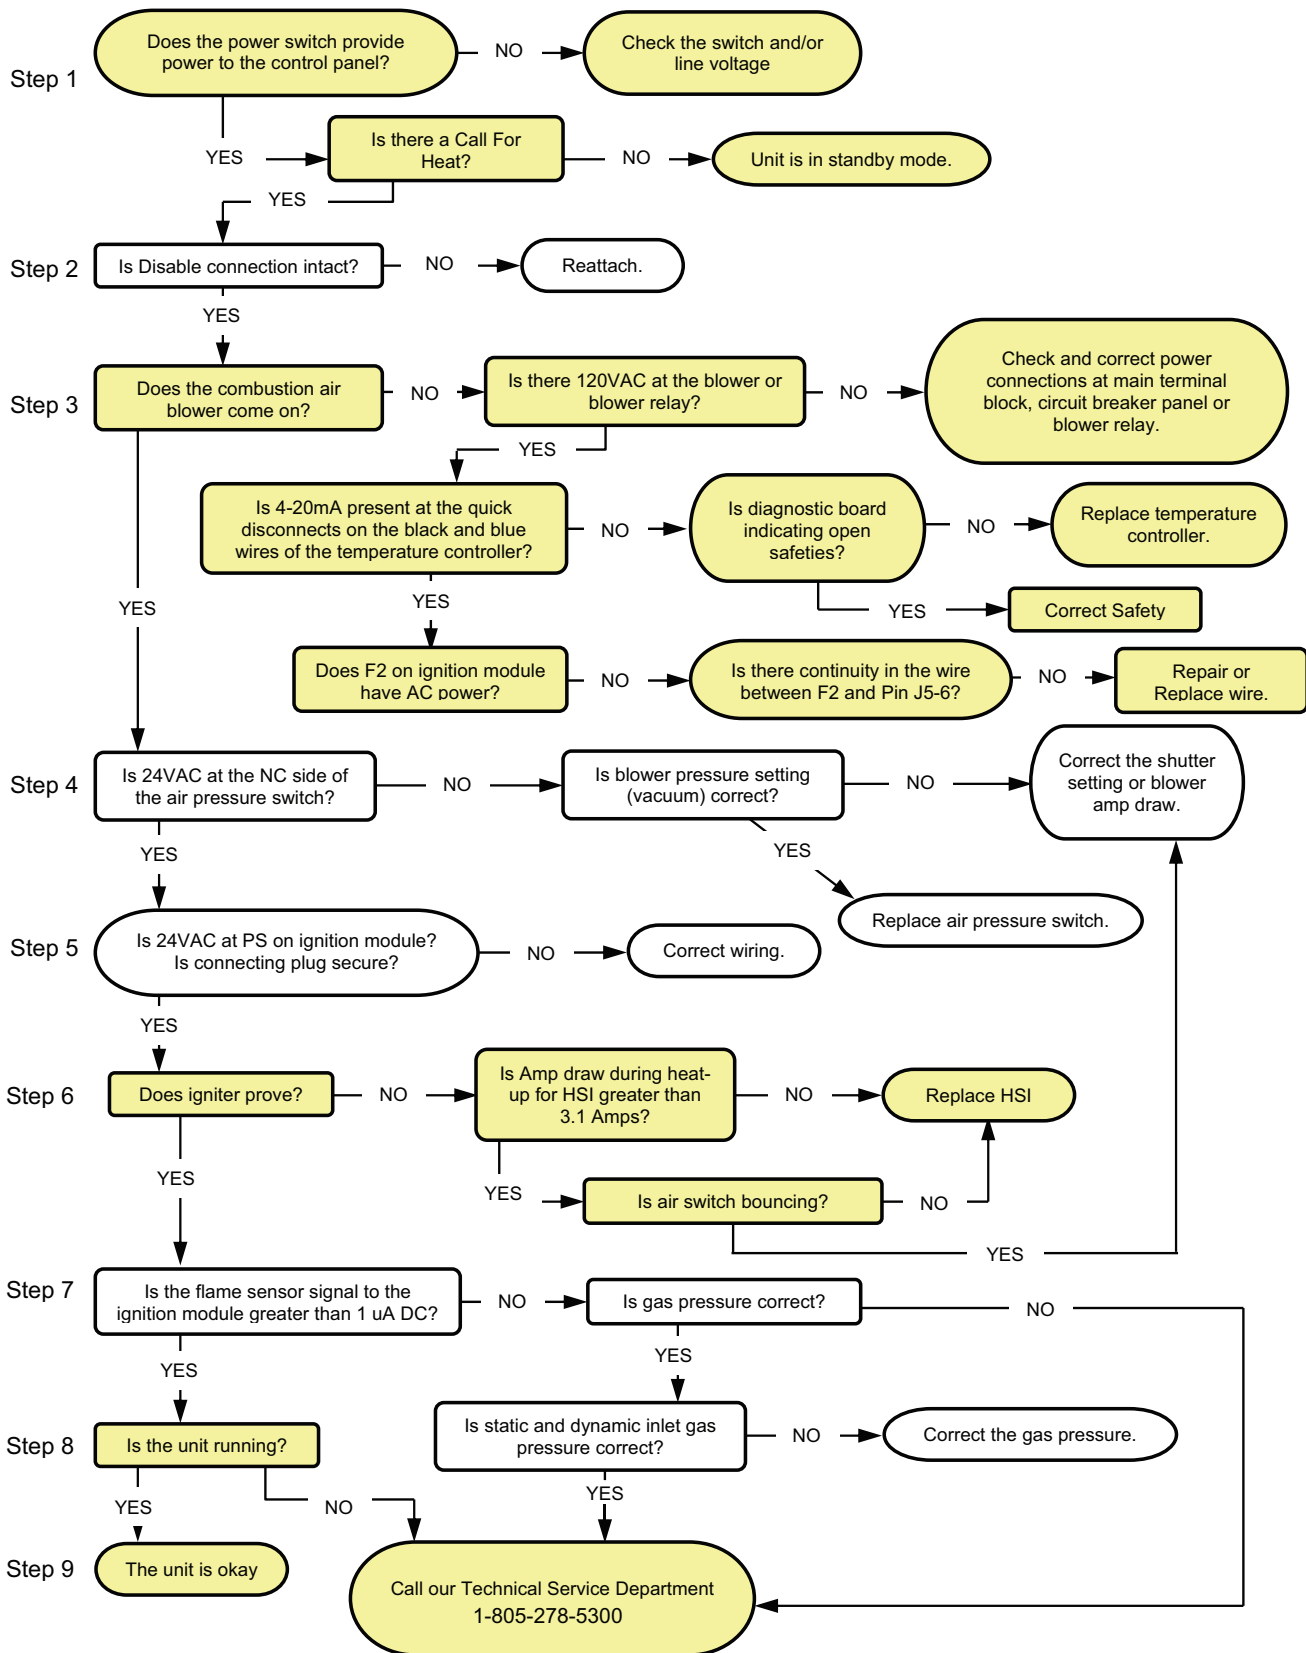 Step 1
Does the power switch provide
power to the control panel?
NO
Check the switch and/or
line voltage
YES
Is there a Call For
Heat?
NO
Unit is in standby mode.
YES
Step 2
Is Disable connection intact?
NO
Reattach.
YES
Step 3
Does the combustion air
blower come on?
NO
Is there 120VAC at the blower or
blower relay?
NO
Check and correct power
connections at main terminal
block, circuit breaker panel or
blower relay.
YES
Is 4-20mA present at the quick
disconnects on the black and blue
wires of the temperature controller?
NO
Is diagnostic board
indicating open
safeties?
NO
Replace temperature
controller.
YES
YES
YES
Correct Safety
Does F2 on ignition module
have AC power?
NO
Is there continuity in the wire
between F2 and Pin J5-6?
NO
Repair or
Replace wire.
Step 4
Is 24VAC at the NC side of
the air pressure switch?
NO
Is blower pressure setting
(vacuum) correct?
NO
Correct the shutter
setting or blower
amp draw.
YES
YES
Replace air pressure switch.
Step 5
Is 24VAC at PS on ignition module?
Is connecting plug secure?
NO
Correct wiring.
YES
Step 6
Does igniter prove?
NO
Is Amp draw during heat-
up for HSI greater than
3.1 Amps?
NO
Replace HSI
YES
YES
Is air switch bouncing?
NO
YES
Step 7
Is the flame sensor signal to the
ignition module greater than 1 uA DC?
NO
Is gas pressure correct?
NO
YES
YES
Step 8
Is the unit running?
Is static and dynamic inlet gas
pressure correct?
NO
Correct the gas pressure.
YES
NO
YES
Step 9
The unit is okay
Call our Technical Service Department
1-805-278-5300